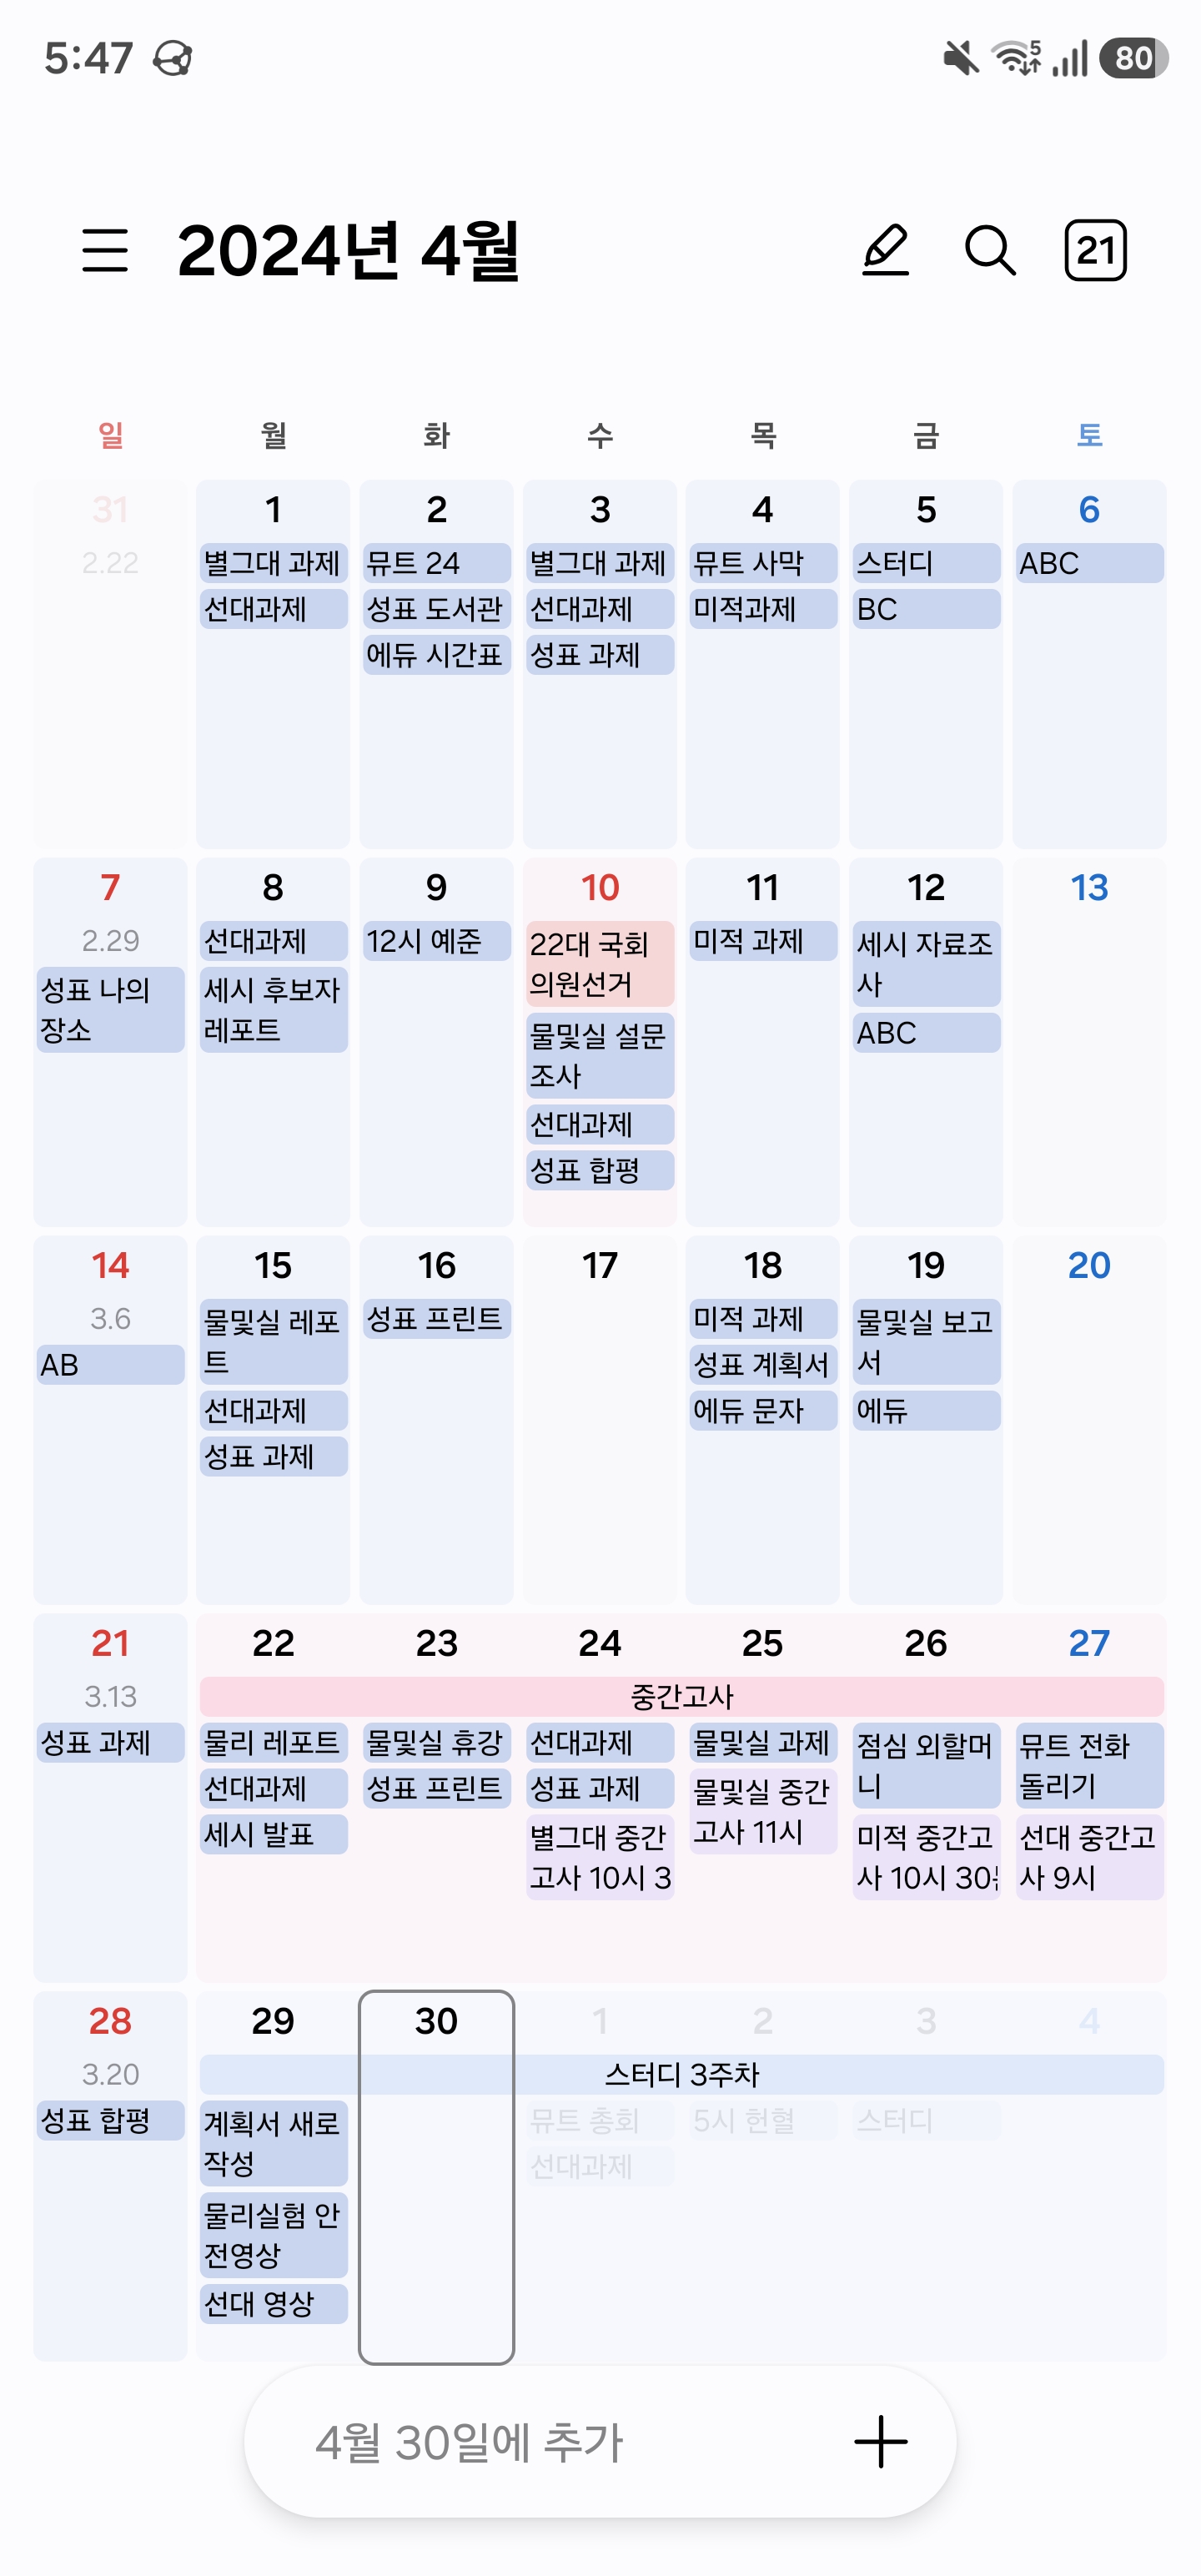 5:47
5
80
2024년 4월
21
일 월 화 수 목 금 토
31 1 2 3 4 5 6
2.22
별그대 과제
선대과제
뮤트 24
성표 도서관
에듀 시간표
별그대 과제
선대과제
성표 과제
뮤트 사막
미적과제
스터디
BC
ABC
7 8 9 10 11 12 13
2.29
성표 나의
장소
선대과제
세시 후보자
레포트
12시 예준
22대 국회
의원선거
물및실 설문
조사
선대과제
성표 합평
미적 과제
세시 자료조
사
ABC
14 15 16 17 18 19 20
3.6
AB
물및실 레포
트
선대과제
성표 과제
성표 프린트
미적 과제
성표 계획서
에듀 문자
물및실 보고
서
에듀
21 22 23 24 25 26 27
3.13
중간고사
성표 과제
물리 레포트
선대과제
세시 발표
물및실 휴강
성표 프린트
선대과제
성표 과제
별그대 중간
고사 10시 3
물및실 과제
물및실 중간
고사 11시
점심 외할머
니
미적 중간고
사 10시 30
뮤트 전화
돌리기
선대 중간고
사 9시
28 29 30 1 2 3 4
3.20
스터디 3주차
성표 합평
계획서 새로
작성
물리실험 안
전영상
선대 영상
뮤트 총회
선대과제
5시 헌혈
스터디
4월 30일에 추가